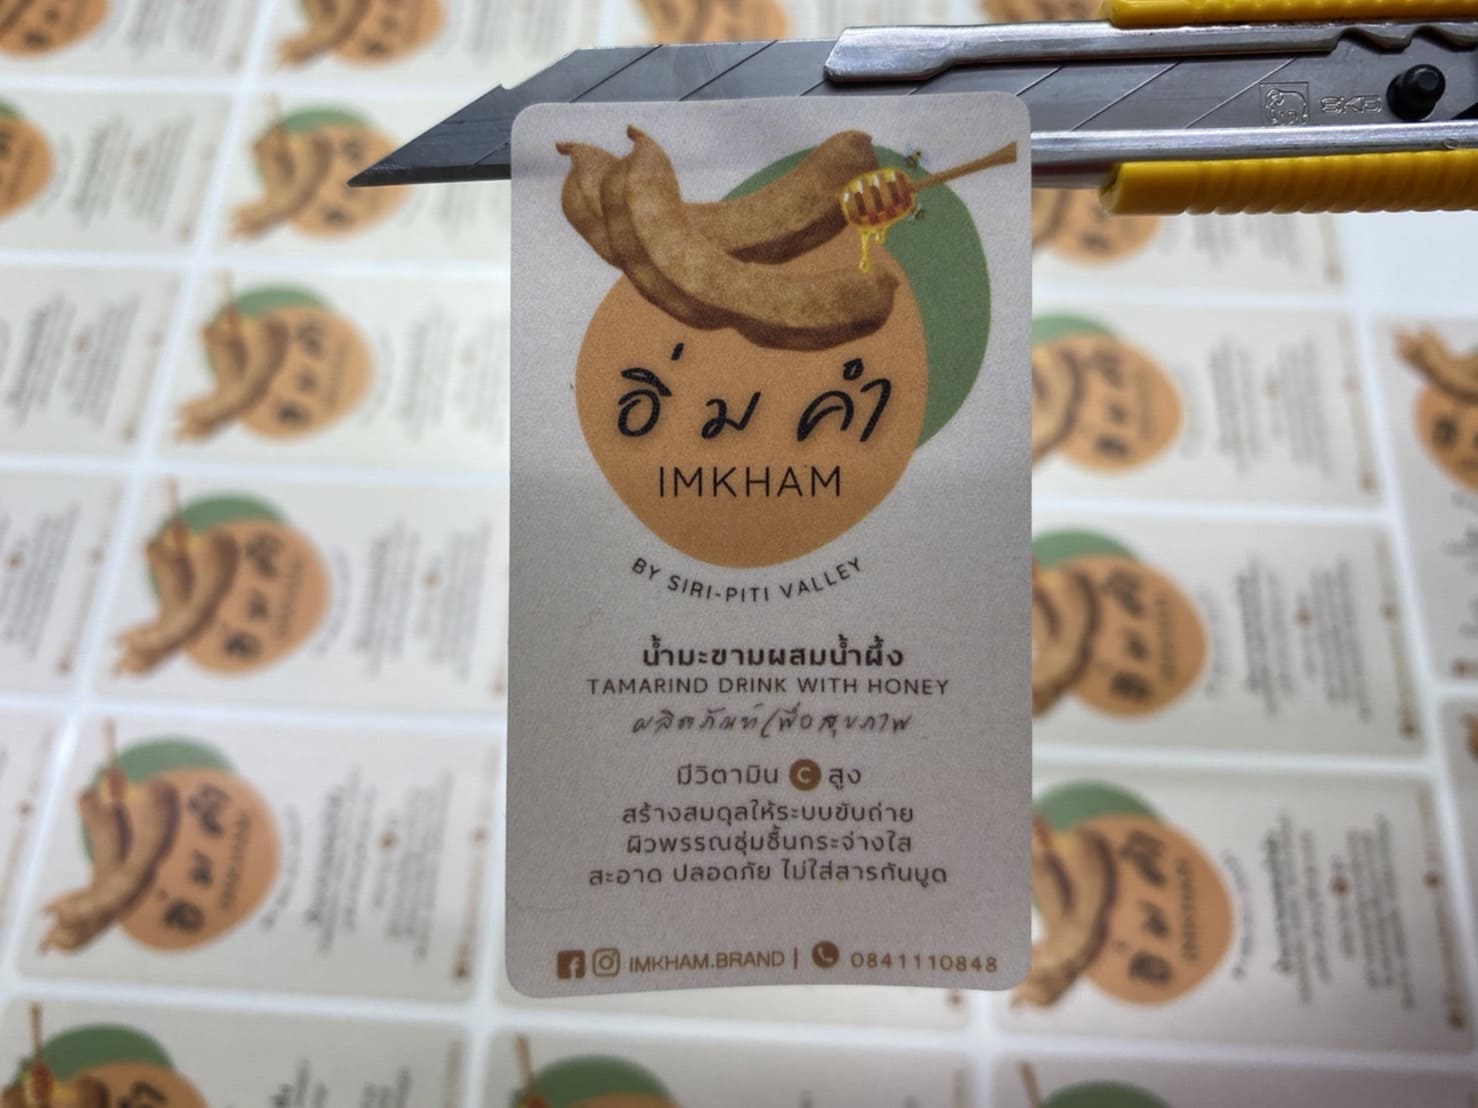 SKB
อิ่มคำ
IMKHAM
BY SIRI-PITI VALLEY
น้ำมะขามผสมน้ำผึ้ง
TAMARIND DRINK WITH HONEY
ผลิตภัณฑ์เพื่อสุขภาพ
มีวิตามิน C สูง
สร้างสมดุลให้ระบบขับถ่าย
ผิวพรรณชุ่มชื้นกระจ่างใส
สะอาด ปลอดภัย ไม่ใส่สารกันบูด
IMKHAM.BRAND | 0841110848